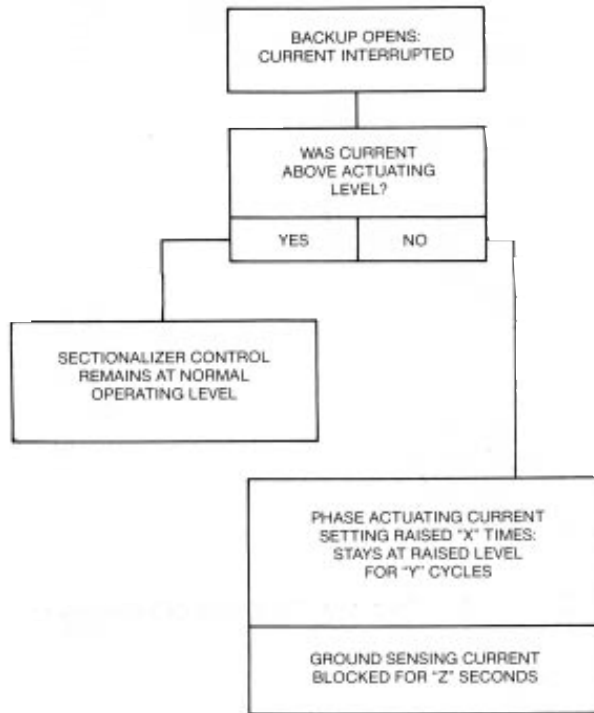 BACKUP OPENS:
CURRENT INTERRUPTED
WAS CURRENT
ABOVE ACTUATING
LEVEL?
YES
NO
SECTIONALIZER CONTROL
REMAINS AT NORMAL
OPERATING LEVEL
PHASE ACTUATING CURRENT
SETTING RAISED "X" TIMES:
STAYS AT RAISED LEVEL
FOR "Y" CYCLES
GROUND SENSING CURRENT
BLOCKED FOR "Z" SECONDS